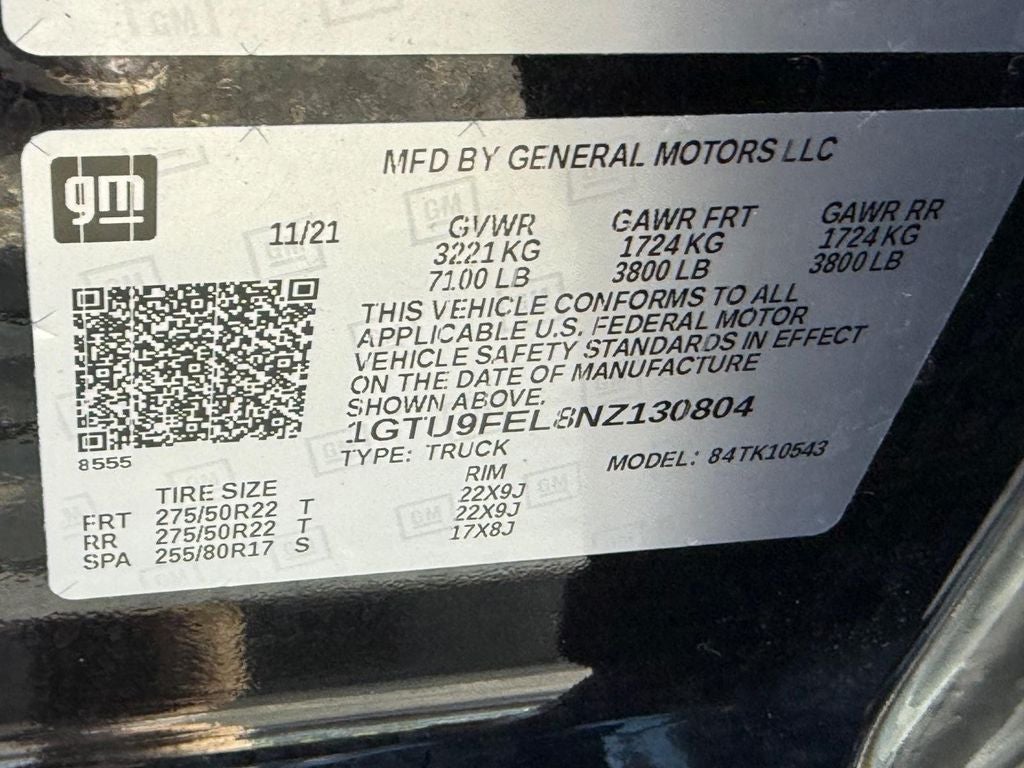 gm
MFD BY GENERAL MOTORS LLC
11/21
GVWR GAWR FRT GAWR RR
3221 KG 1724 KG 1724 KG
7100 LB 3800 LB 3800 LB
THIS VEHICLE CONFORMS TO ALL
APPLICABLE U.S. FEDERAL MOTOR
VEHICLE SAFETY STANDARDS IN EFFECT
ON THE DATE OF MANUFACTURE
SHOWN ABOVE.
1GTU9FEL8NZ130804
8555
TYPE: TRUCK MODEL: 84TK10543
TIRE SIZE RIM
FRT 275/50R22 T 22X9J
RR 275/50R22 T 22X9J
SPA 255/80R17 S 17X8J